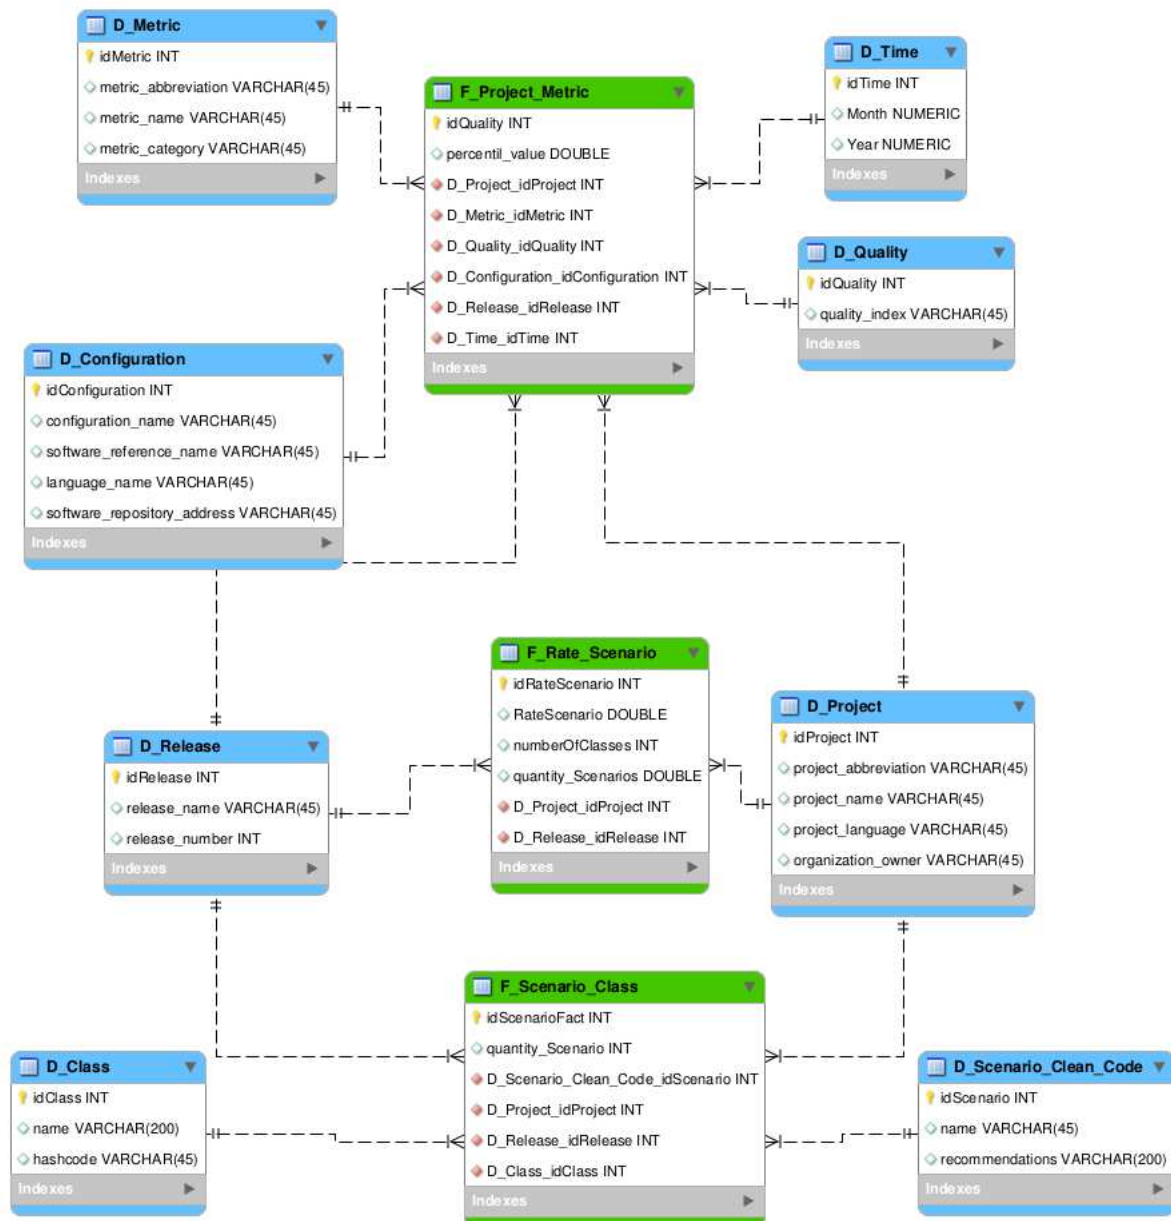 D_Metric
idMetric INT
metric_abbreviation VARCHAR(45)
metric_name VARCHAR(45)
metric_category VARCHAR(45)
Indexes
F_Project_Metric
idQuality INT
percentil_value DOUBLE
D_Project_idProject INT
D_Metric_idMetric INT
D_Quality_idQuality INT
D_Configuration_idConfiguration INT
D_Release_idRelease INT
D_Time_idTime INT
Indexes
D_Time
idTime INT
Month NUMERIC
Year NUMERIC
Indexes
D_Quality
idQuality INT
quality_index VARCHAR(45)
Indexes
D_Configuration
idConfiguration INT
configuration_name VARCHAR(45)
software_reference_name VARCHAR(45)
language_name VARCHAR(45)
software_repository_address VARCHAR(45)
Indexes
F_Rate_Scenario
idRateScenario INT
RateScenario DOUBLE
numberOfClasses INT
quantity_Scenarios DOUBLE
D_Project_idProject INT
D_Release_idRelease INT
Indexes
D_Project
idProject INT
project_abbreviation VARCHAR(45)
project_name VARCHAR(45)
project_language VARCHAR(45)
organization_owner VARCHAR(45)
Indexes
D_Release
idRelease INT
release_name VARCHAR(45)
release_number INT
Indexes
F_Scenario_Class
idScenarioFact INT
quantity_Scenario INT
D_Scenario_Clean_Code_idScenario INT
D_Project_idProject INT
D_Release_idRelease INT
D_Class_idClass INT
Indexes
D_Class
idClass INT
name VARCHAR(200)
hashcode VARCHAR(45)
Indexes
D_Scenario_Clean_Code
idScenario INT
name VARCHAR(45)
recommendations VARCHAR(200)
Indexes